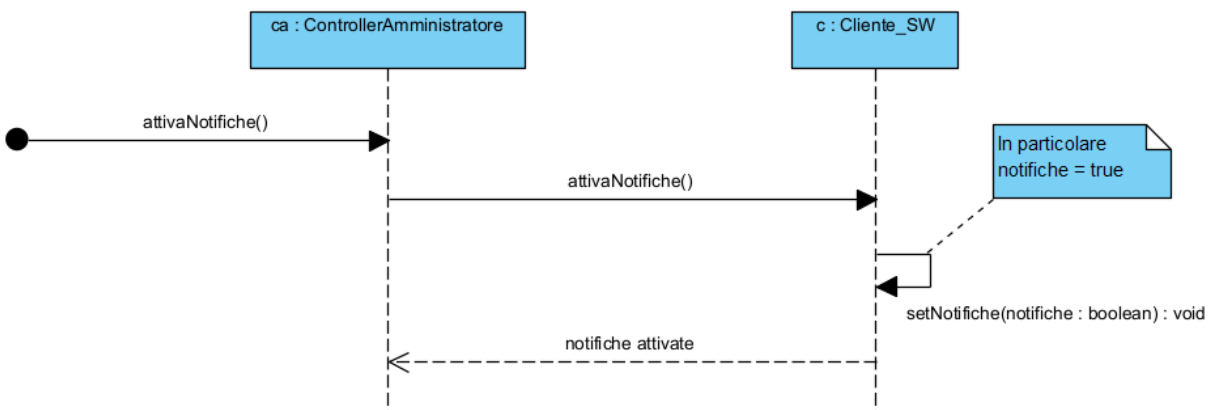 ca : ControllerAmministratore
c : Cliente_SW
attivaNotifiche()
In particolare
notifiche = true
attivaNotifiche()
setNotifiche(notifiche : boolean) : void
notifiche attivate